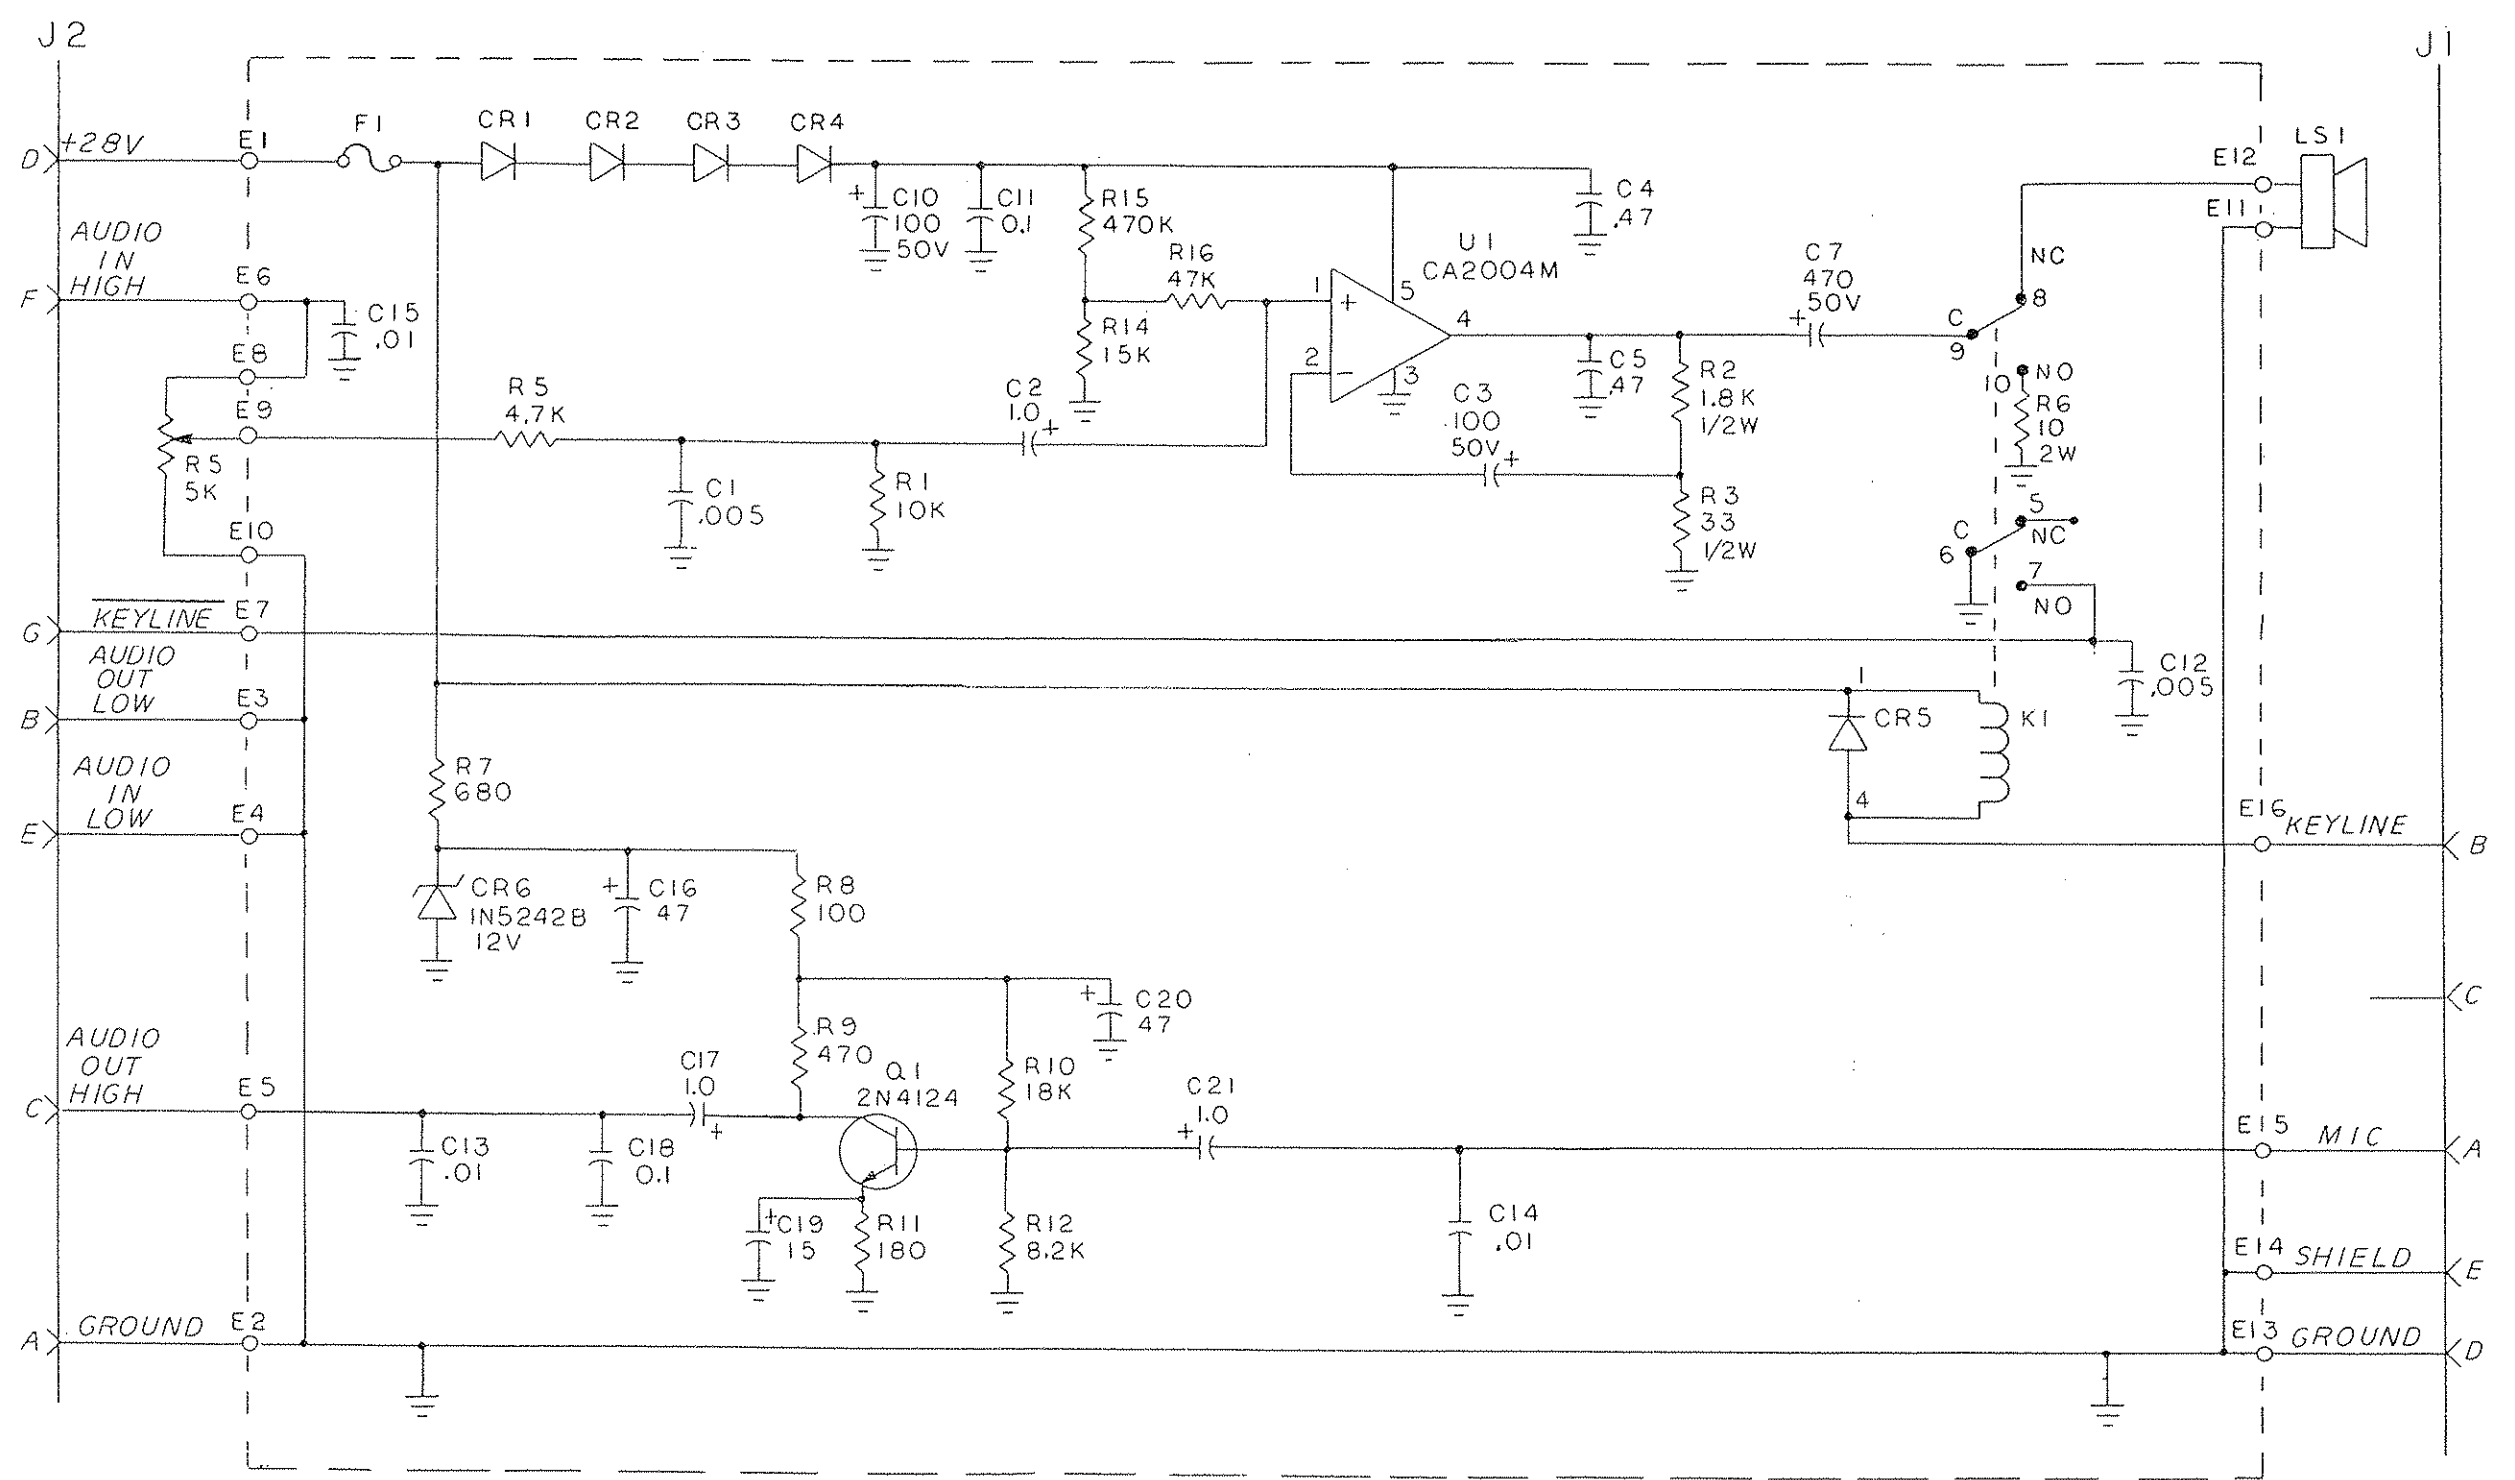 J2
J1
D
+28V
E1
F1
CR1
CR2
CR3
CR4
LS1
E12
E11
C10
100
50V
+
C11
0.1
R15
470K
C4
.47
AUDIO
IN
HIGH
F
E6
C15
.01
E8
E9
R5
5K
E10
R5
4.7K
C1
.005
R1
10K
C2
1.0
+
R16
47K
R14
15K
U1
CA2004M
1
+
2
−
5
4
3
C3
100
50V
+
C5
.47
R2
1.8K
1/2W
R3
33
1/2W
C7
470
50V
+
NC
8
C
9
10
NO
R6
10
2W
5
NC
C
6
7
NO
G
KEYLINE
E7
C12
.005
AUDIO
OUT
LOW
B
E3
1
CR5
K1
4
AUDIO
IN
LOW
E
E4
R7
680
E16
KEYLINE
B
CR6
1N5242B
12V
+
C16
47
R8
100
+
C20
47
C
AUDIO
OUT
HIGH
C
E5
C13
.01
C18
0.1
C17
1.0
+
R9
470
Q1
2N4124
R10
18K
C21
1.0
+
E15
MIC
A
+
C19
15
R11
180
R12
8.2K
C14
.01
E14
SHIELD
E
A
GROUND
E2
E13
GROUND
D